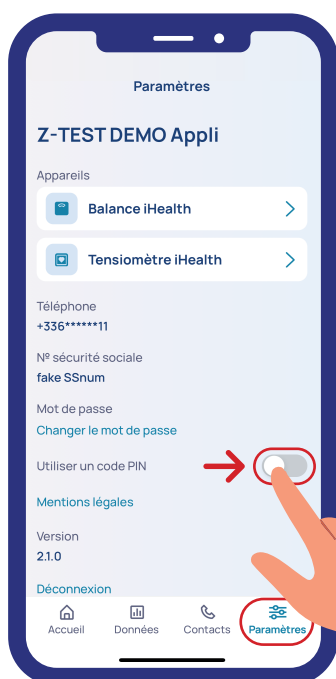 Paramètres
Z-TEST DEMO Appli
Appareils
Balance iHealth
Tensiomètre iHealth
Téléphone
+336******11
Nº sécurité sociale
fake SSnum
Mot de passe
Changer le mot de passe
Utiliser un code PIN
Mentions légales
Version
2.1.0
Déconnexion
Accueil Données Contacts Paramètres